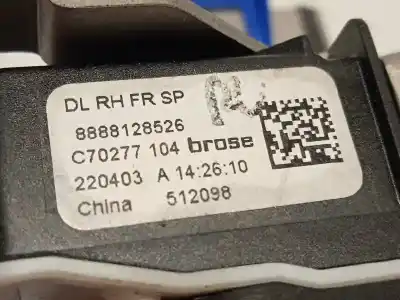 DL RH FR SP
8888128526
C70277 104 brose
220403 A 14:26:10
China 512098